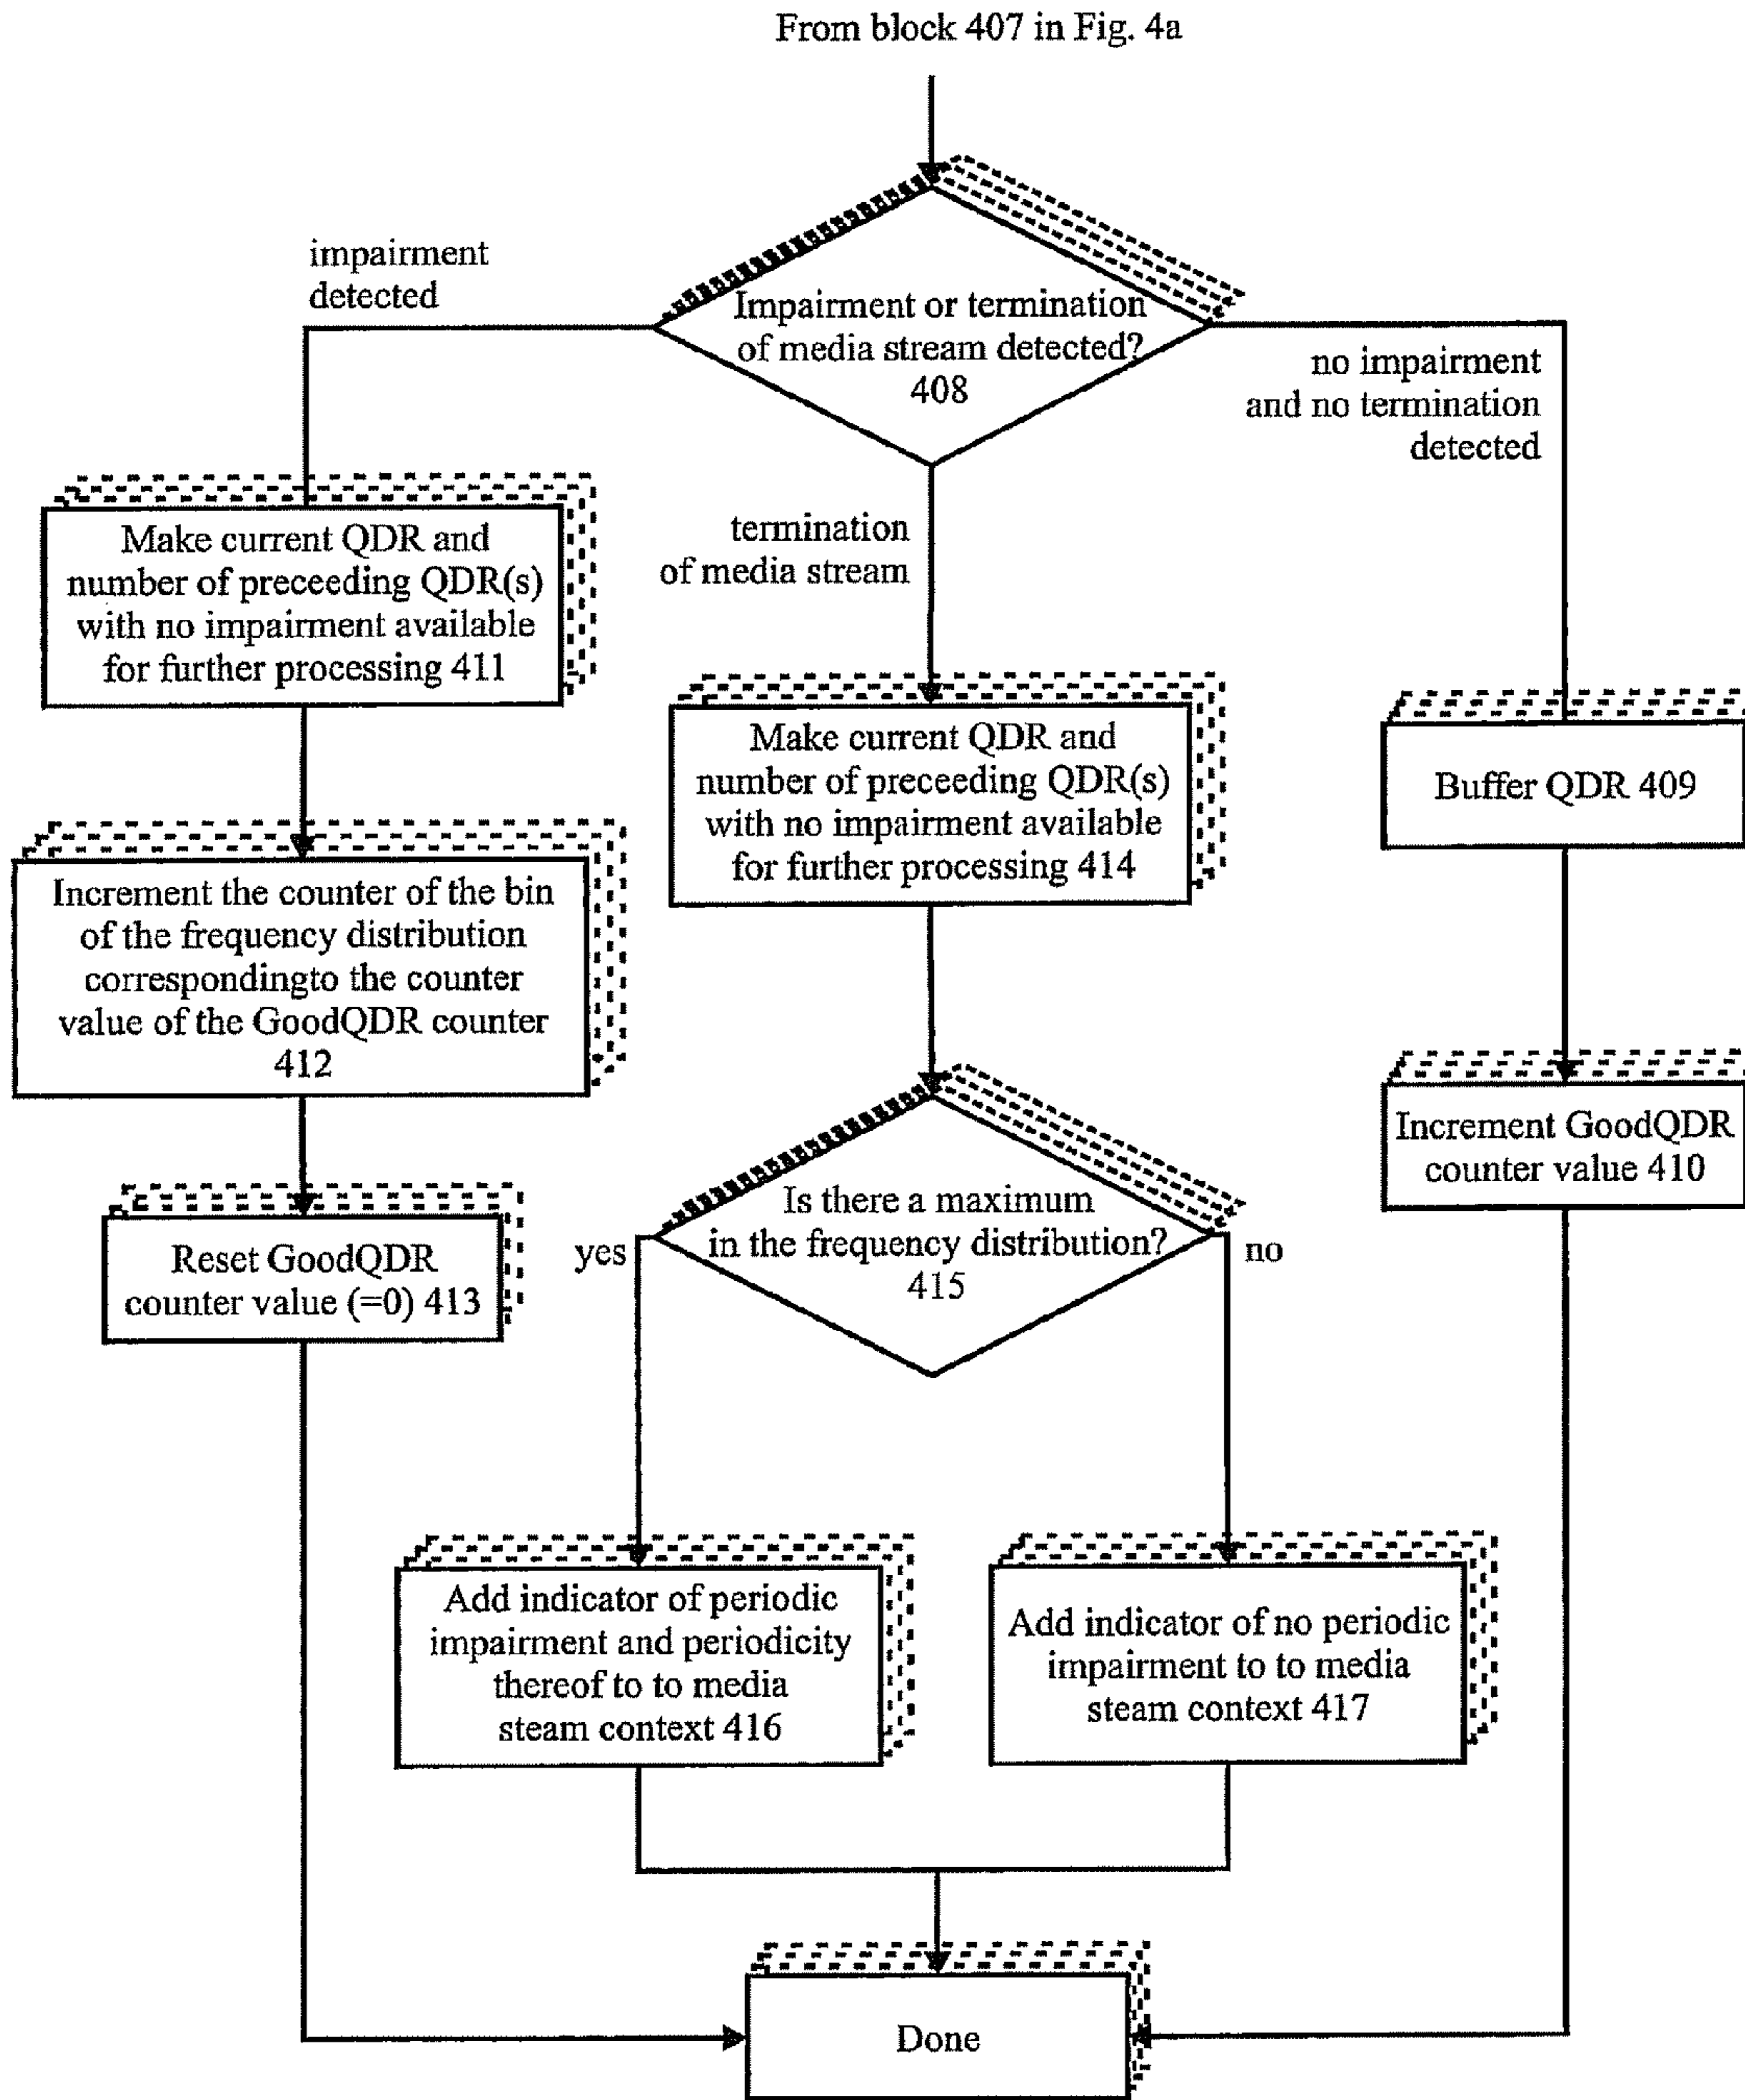 From block 407 in Fig. 4a
impairment
detected
Impairment or termination
of media stream detected?
408
no impairment
and no termination
detected
Make current QDR and
number of preceeding QDR(s)
with no impairment available
for further processing 411
termination
of media stream
Make current QDR and
number of preceeding QDR(s)
with no impairment available
for further processing 414
Buffer QDR 409
Increment the counter of the bin
of the frequency distribution
correspondingto the counter
value of the GoodQDR counter
412
Increment GoodQDR
counter value 410
Reset GoodQDR
counter value (=0) 413
yes
Is there a maximum
in the frequency distribution?
415
no
Add indicator of periodic
impairment and periodicity
thereof to to media
steam context 416
Add indicator of no periodic
impairment to to media
steam context 417
Done